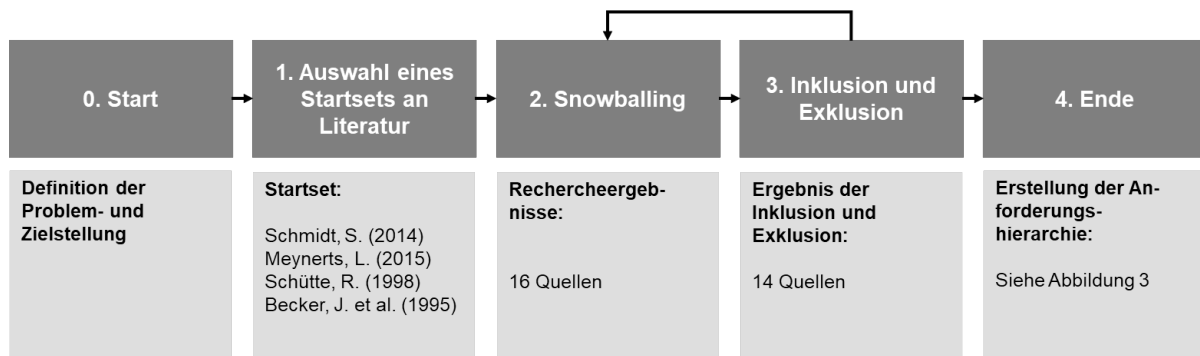 0. Start
1. Auswahl eines
Startsets an
Literatur
2. Snowballing
3. Inklusion und
Exklusion
4. Ende
Definition der
Problem- und
Zielstellung
Startset:
Schmidt, S. (2014)
Meynerts, L. (2015)
Schütte, R. (1998)
Becker, J. et al. (1995)
Rechercheergeb-
nisse:
16 Quellen
Ergebnis der
Inklusion und
Exklusion:
14 Quellen
Erstellung der An-
forderungs-
hierarchie:
Siehe Abbildung 3